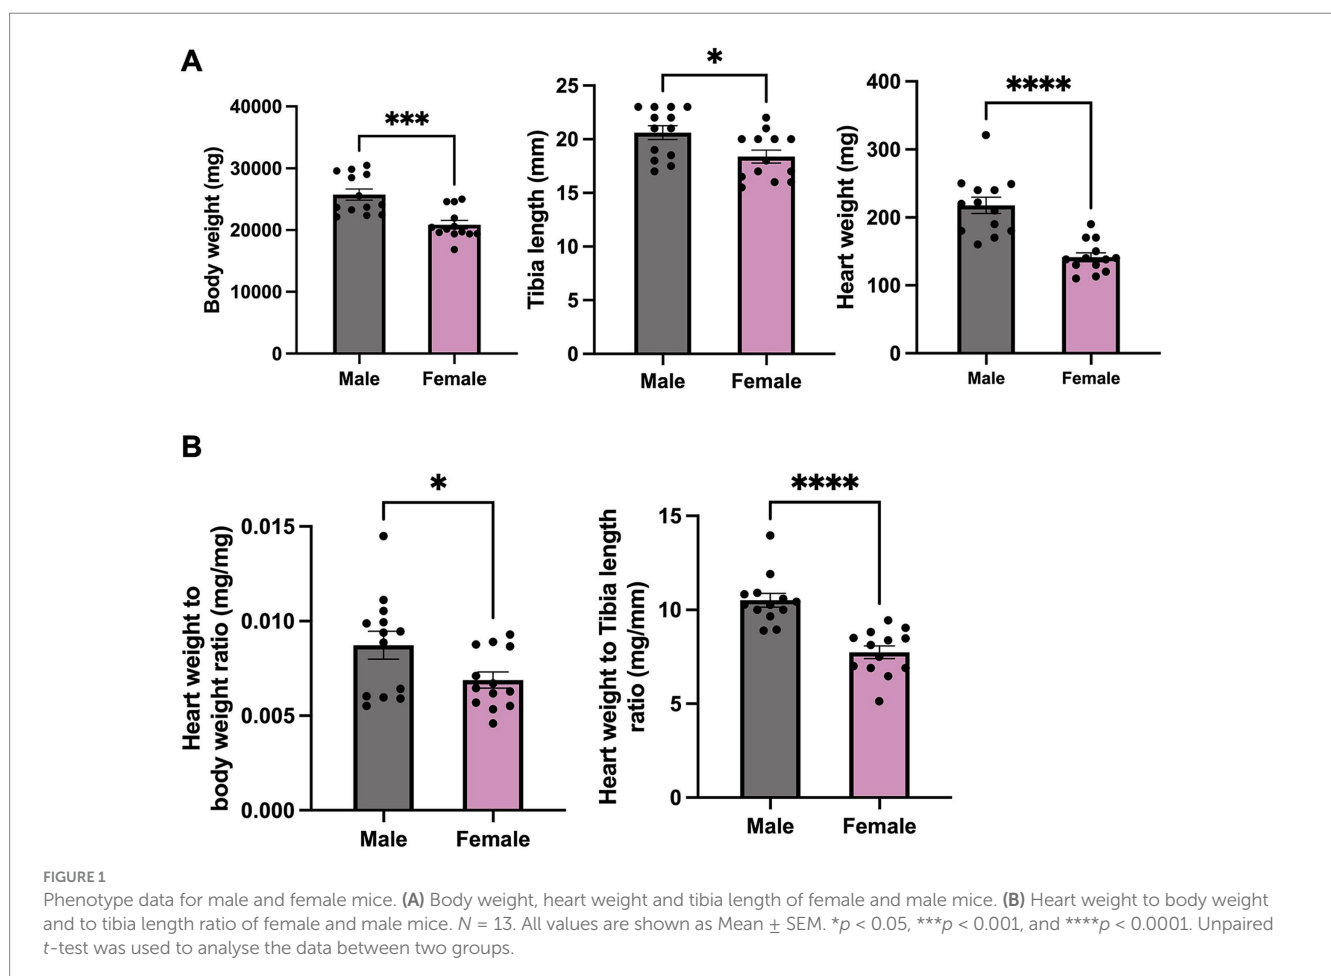 A
***
40000
30000
20000
10000
0
Body weight (mg)
Male
Female
*
25
20
15
10
5
0
Tibia length (mm)
Male
Female
****
400
300
200
100
0
Heart weight (mg)
Male
Female
B
*
0.015
0.010
0.005
0.000
Heart weight to
body weight ratio (mg/mg)
Male
Female
****
15
10
5
0
Heart weight to Tibia length
ratio (mg/mm)
Male
Female
FIGURE 1
Phenotype data for male and female mice. (A) Body weight, heart weight and tibia length of female and male mice. (B) Heart weight to body weight
and to tibia length ratio of female and male mice. N = 13. All values are shown as Mean ± SEM. *p < 0.05, ***p < 0.001, and ****p < 0.0001. Unpaired
t-test was used to analyse the data between two groups.